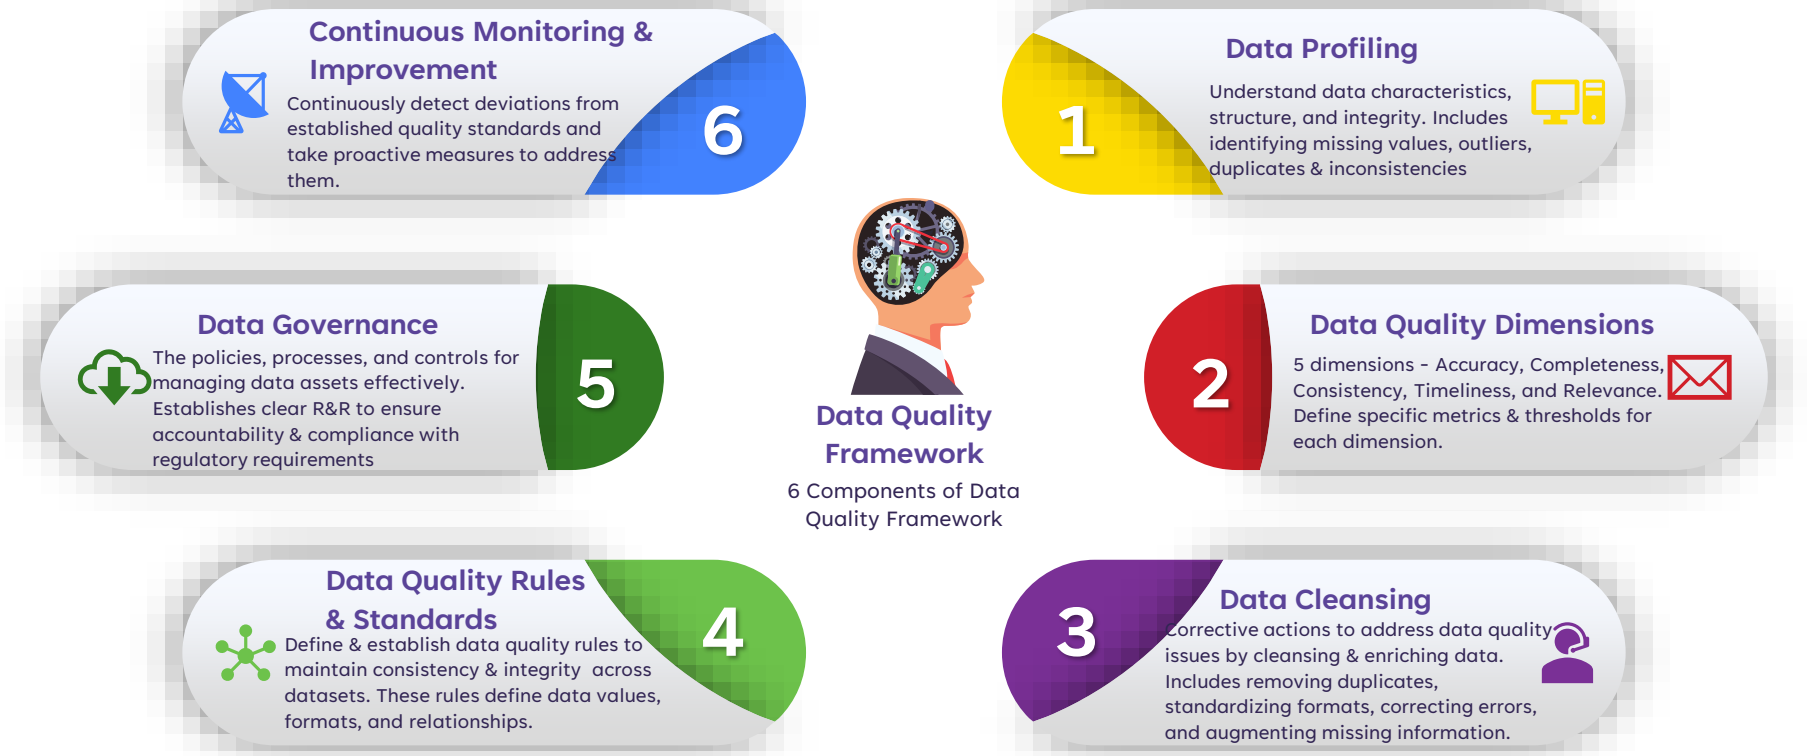 Continuous Monitoring &
Improvement
Continuously detect deviations from
established quality standards and
take proactive measures to address
them.
6
1
Data Profiling
Understand data characteristics,
structure, and integrity. Includes
identifying missing values, outliers,
duplicates & inconsistencies
Data Governance
The policies, processes, and controls for
managing data assets effectively.
Establishes clear R&R to ensure
accountability & compliance with
regulatory requirements
5
2
Data Quality Dimensions
5 dimensions - Accuracy, Completeness,
Consistency, Timeliness, and Relevance.
Define specific metrics & thresholds for
each dimension.
Data Quality
Framework
6 Components of Data
Quality Framework
Data Quality Rules
& Standards
Define & establish data quality rules to
maintain consistency & integrity  across
datasets. These rules define data values,
formats, and relationships.
4
3
Data Cleansing
Corrective actions to address data quality
issues by cleansing & enriching data.
Includes removing duplicates,
standardizing formats, correcting errors,
and augmenting missing information.